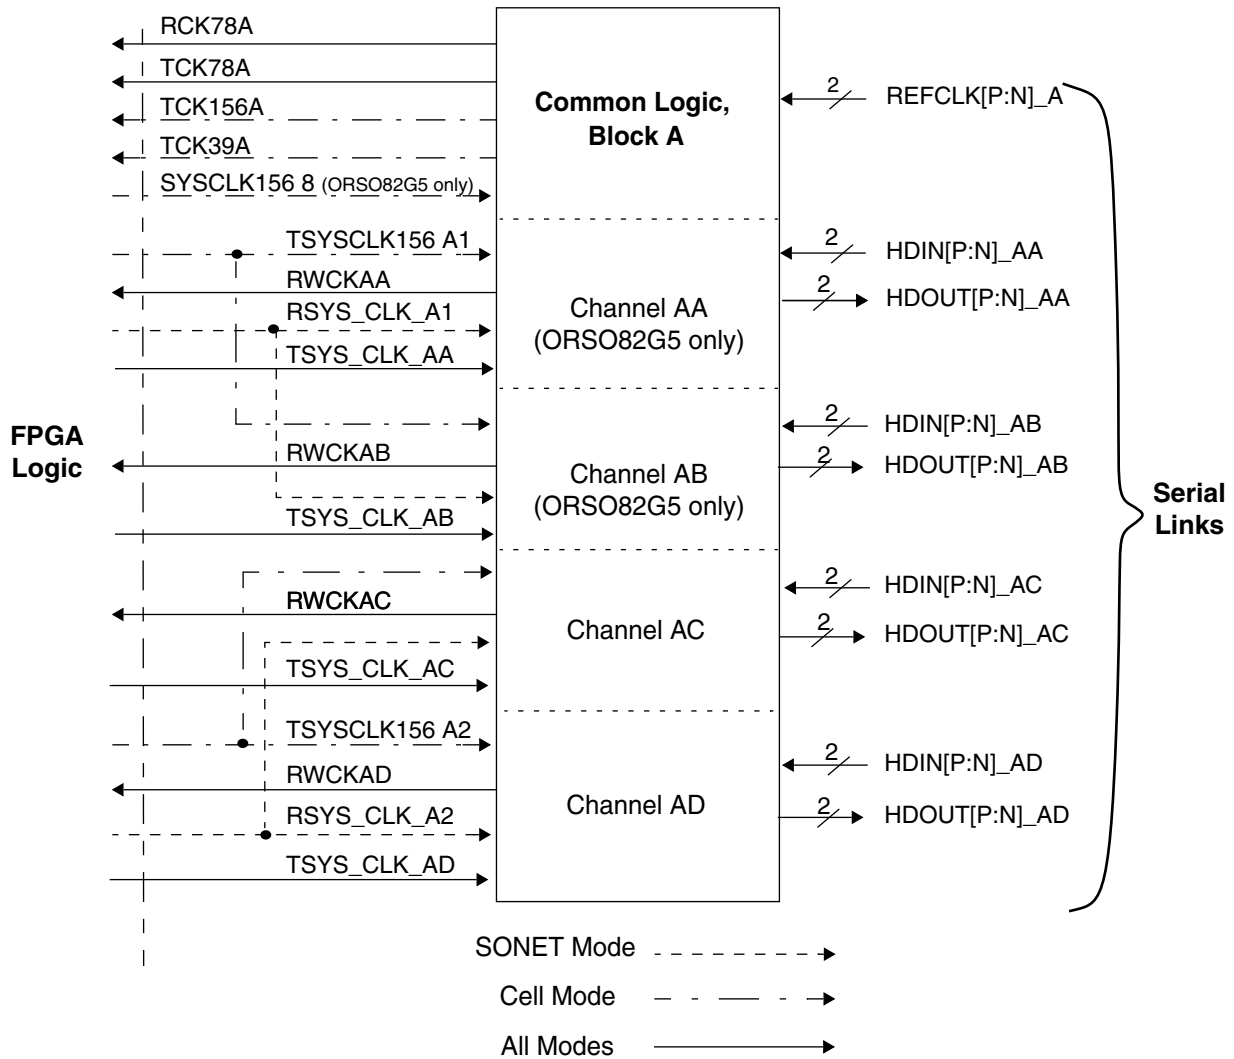 RCK78A
TCK78A
TCK156A
TCK39A
SYSCLK156 8 (ORSO82G5 only)
TSYSCLK156 A1
RWCKAA
RSYS_CLK_A1
TSYS_CLK_AA
FPGA
Logic
RWCKAB
TSYS_CLK_AB
RWCKAC
TSYS_CLK_AC
TSYSCLK156 A2
RWCKAD
RSYS_CLK_A2
TSYS_CLK_AD
Common Logic,
Block A
Channel AA
(ORSO82G5 only)
Channel AB
(ORSO82G5 only)
Channel AC
Channel AD
2 REFCLK[P:N]_A
2 HDIN[P:N]_AA
2 HDOUT[P:N]_AA
2 HDIN[P:N]_AB
2 HDOUT[P:N]_AB
2 HDIN[P:N]_AC
2 HDOUT[P:N]_AC
2 HDIN[P:N]_AD
2 HDOUT[P:N]_AD
Serial
Links
SONET Mode
Cell Mode
All Modes